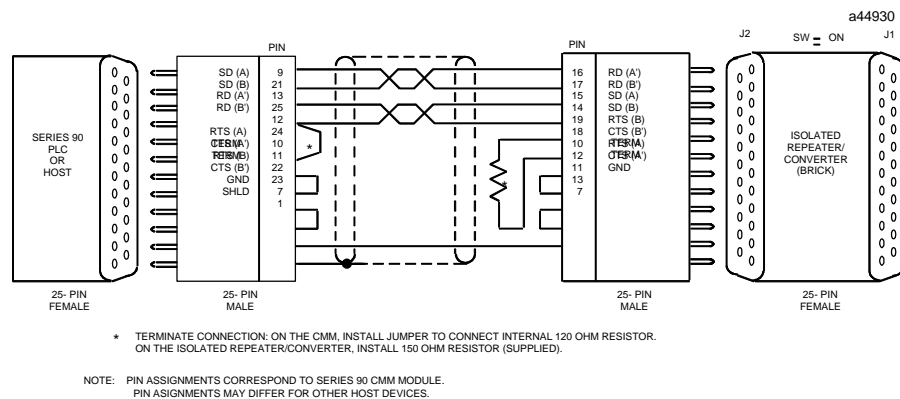 a44930
J2
SW = ON
J1
PIN
PIN
SERIES 90
PLC
OR
HOST
SD (A) 9
SD (B) 21
RD (A') 13
RD (B') 25
12
RTS (A) 24
CTS (A') 10
RTS (B) 11
CTS (B') 22
GND 23
SHLD 7
1
*
*
16 RD (A')
17 RD (B')
15 SD (A)
14 SD (B)
19 RTS (B)
18 CTS (B')
10 RTS (A)
12 CTS (A')
11 GND
13
7
ISOLATED
REPEATER/
CONVERTER
(BRICK)
25- PIN
FEMALE
25- PIN
MALE
25- PIN
MALE
25- PIN
FEMALE
* TERMINATE CONNECTION: ON THE CMM, INSTALL JUMPER TO CONNECT INTERNAL 120 OHM RESISTOR.
ON THE ISOLATED REPEATER/CONVERTER, INSTALL 150 OHM RESISTOR (SUPPLIED).
NOTE: PIN ASSIGNMENTS CORRESPOND TO SERIES 90 CMM MODULE.
PIN ASIGNMENTS MAY DIFFER FOR OTHER HOST DEVICES.